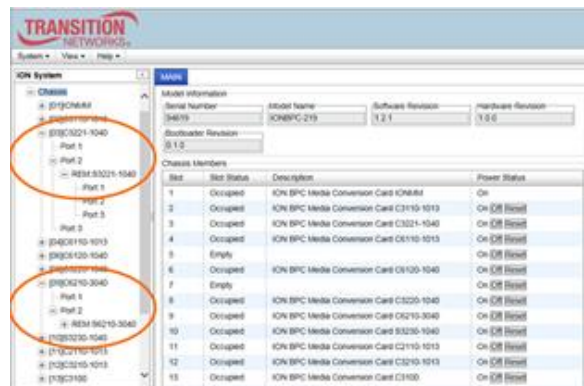 TRANSITION
NETWORKS
System View Help
ION System
MAIN
Chassis
[01]IONMM
[03]C3221-1040
Port 1
Port 2
REM:S3221-1040
Port 1
Port 2
Port 3
Port 3
[04]C6110-1013
[06]C6120-1040
[09]C6210-3040
Port 1
Port 2
REM:S6210-3040
[10]S3230-1040
[11]C2110-1013
[12]C3210-1013
[13]C3100
Model Information
Serial Number Model Name Software Revision Hardware Revision
94619 IONBPC-219 1.2.1 1.0.0
Bootloader Revision
0.1.0
Chassis Members
Slot Slot Status Description Power Status
1 Occupied ION BPC Media Conversion Card IONMM On
2 Occupied ION BPC Media Conversion Card C3110-1013 On Off Reset
3 Occupied ION BPC Media Conversion Card C3221-1040 On Off Reset
4 Occupied ION BPC Media Conversion Card C6110-1013 On Off Reset
5 Empty On Off Reset
6 Occupied ION BPC Media Conversion Card C6120-1040 On Off Reset
7 Empty On Off Reset
8 Occupied ION BPC Media Conversion Card C3220-1040 On Off Reset
9 Occupied ION BPC Media Conversion Card C6210-3040 On Off Reset
10 Occupied ION BPC Media Conversion Card S3230-1040 On Off Reset
11 Occupied ION BPC Media Conversion Card C2110-1013 On Off Reset
12 Occupied ION BPC Media Conversion Card C3210-1013 On Off Reset
13 Occupied ION BPC Media Conversion Card C3100 On Off Reset